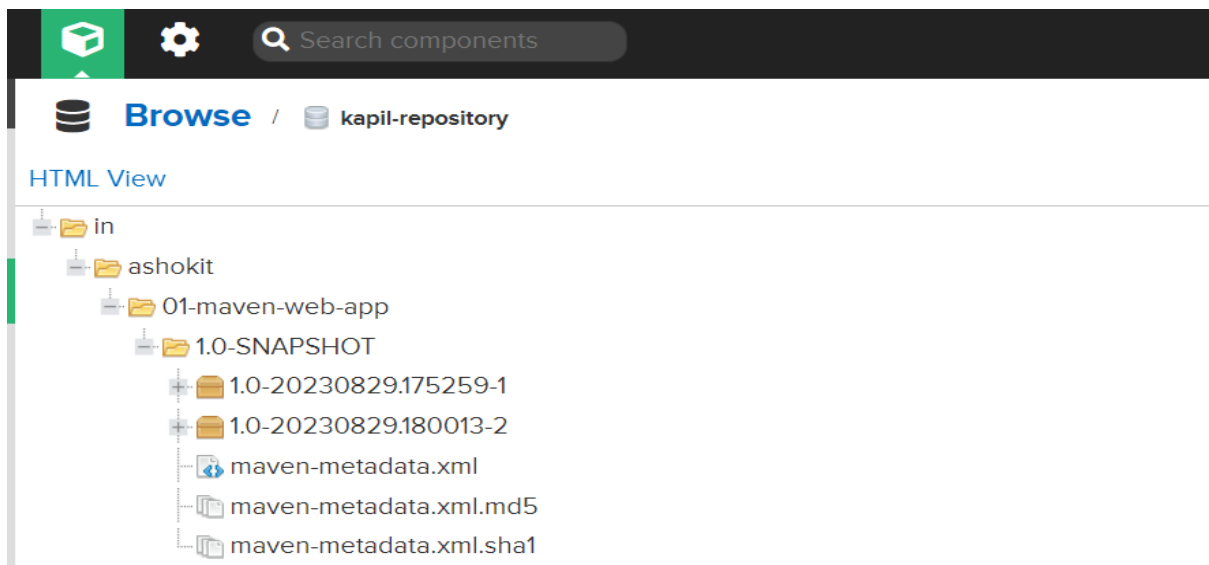 Search components
Browse / kapil-repository
HTML View
in
ashokit
01-maven-web-app
1.0-SNAPSHOT
1.0-20230829.175259-1
1.0-20230829.180013-2
maven-metadata.xml
maven-metadata.xml.md5
maven-metadata.xml.sha1